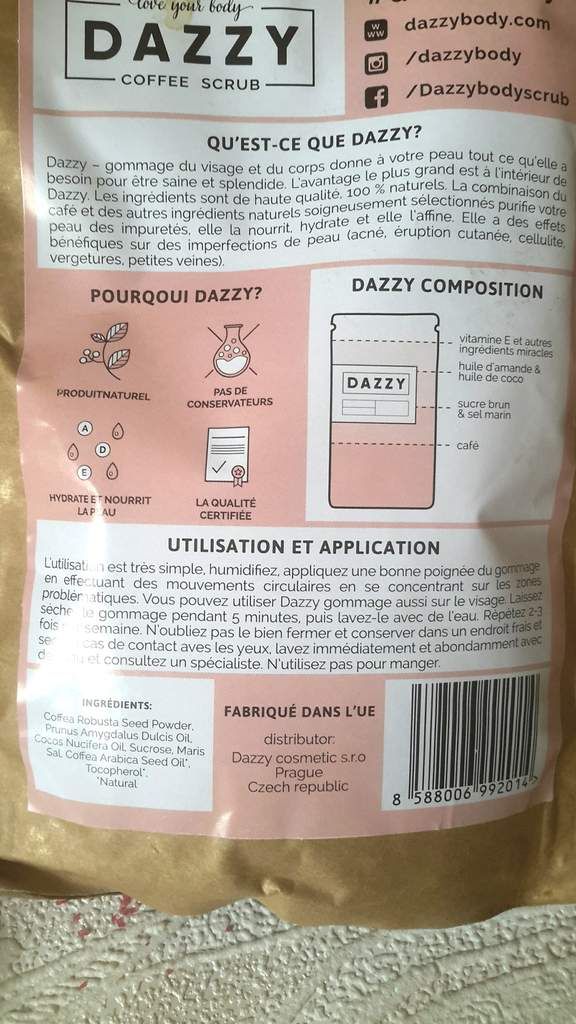 Love your body
DAZZY
COFFEE SCRUB
www
dazzybody.com
/dazzybody
/Dazzybodyscrub
QU'EST-CE QUE DAZZY?
Dazzy – gommage du visage et du corps donne à votre peau tout ce qu'elle a
besoin pour être saine et splendide. L'avantage le plus grand est à l'intérieur de
Dazzy. Les ingrédients sont de haute qualité, 100 % naturels. La combinaison du
café et des autres ingrédients naturels soigneusement sélectionnés purifie votre
peau des impuretés, elle la nourrit, hydrate et elle l'affine. Elle a des effets
bénéfiques sur des imperfections de peau (acné, éruption cutanée, cellulite,
vergetures, petites veines).
POURQOUI DAZZY?
PRODUITNATUREL
PAS DE
CONSERVATEURS
A
D
E
HYDRATE ET NOURRIT
LA PEAU
LA QUALITÉ
CERTIFIÉE
DAZZY COMPOSITION
DAZZY
vitamine E et autres
ingrédients miracles
huile d'amande &
huile de coco
sucre brun
& sel marin
café
UTILISATION ET APPLICATION
L'utilisation est très simple, humidifiez, appliquez une bonne poignée du gommage
en effectuant des mouvements circulaires en se concentrant sur les zones
problématiques. Vous pouvez utiliser Dazzy gommage aussi sur le visage. Laissez
séche le gommage pendant 5 minutes, puis lavez-le avec de l'eau. Répétez 2-3
fois semaine. N'oubliez pas le bien fermer et conserver dans un endroit frais et
cas de contact aves les yeux, lavez immédiatement et abondamment avec
et consultez un spécialiste. N'utilisez pas pour manger.
INGRÉDIENTS:
Coffea Robusta Seed Powder,
Prunus Amygdalus Dulcis Oil,
Cocos Nucifera Oil, Sucrose, Maris
Sal, Coffea Arabica Seed Oil*,
Tocopherol*.
*Natural
FABRIQUÉ DANS L'UE
distributor:
Dazzy cosmetic s.r.o
Prague
Czech republic
8 588006 992014